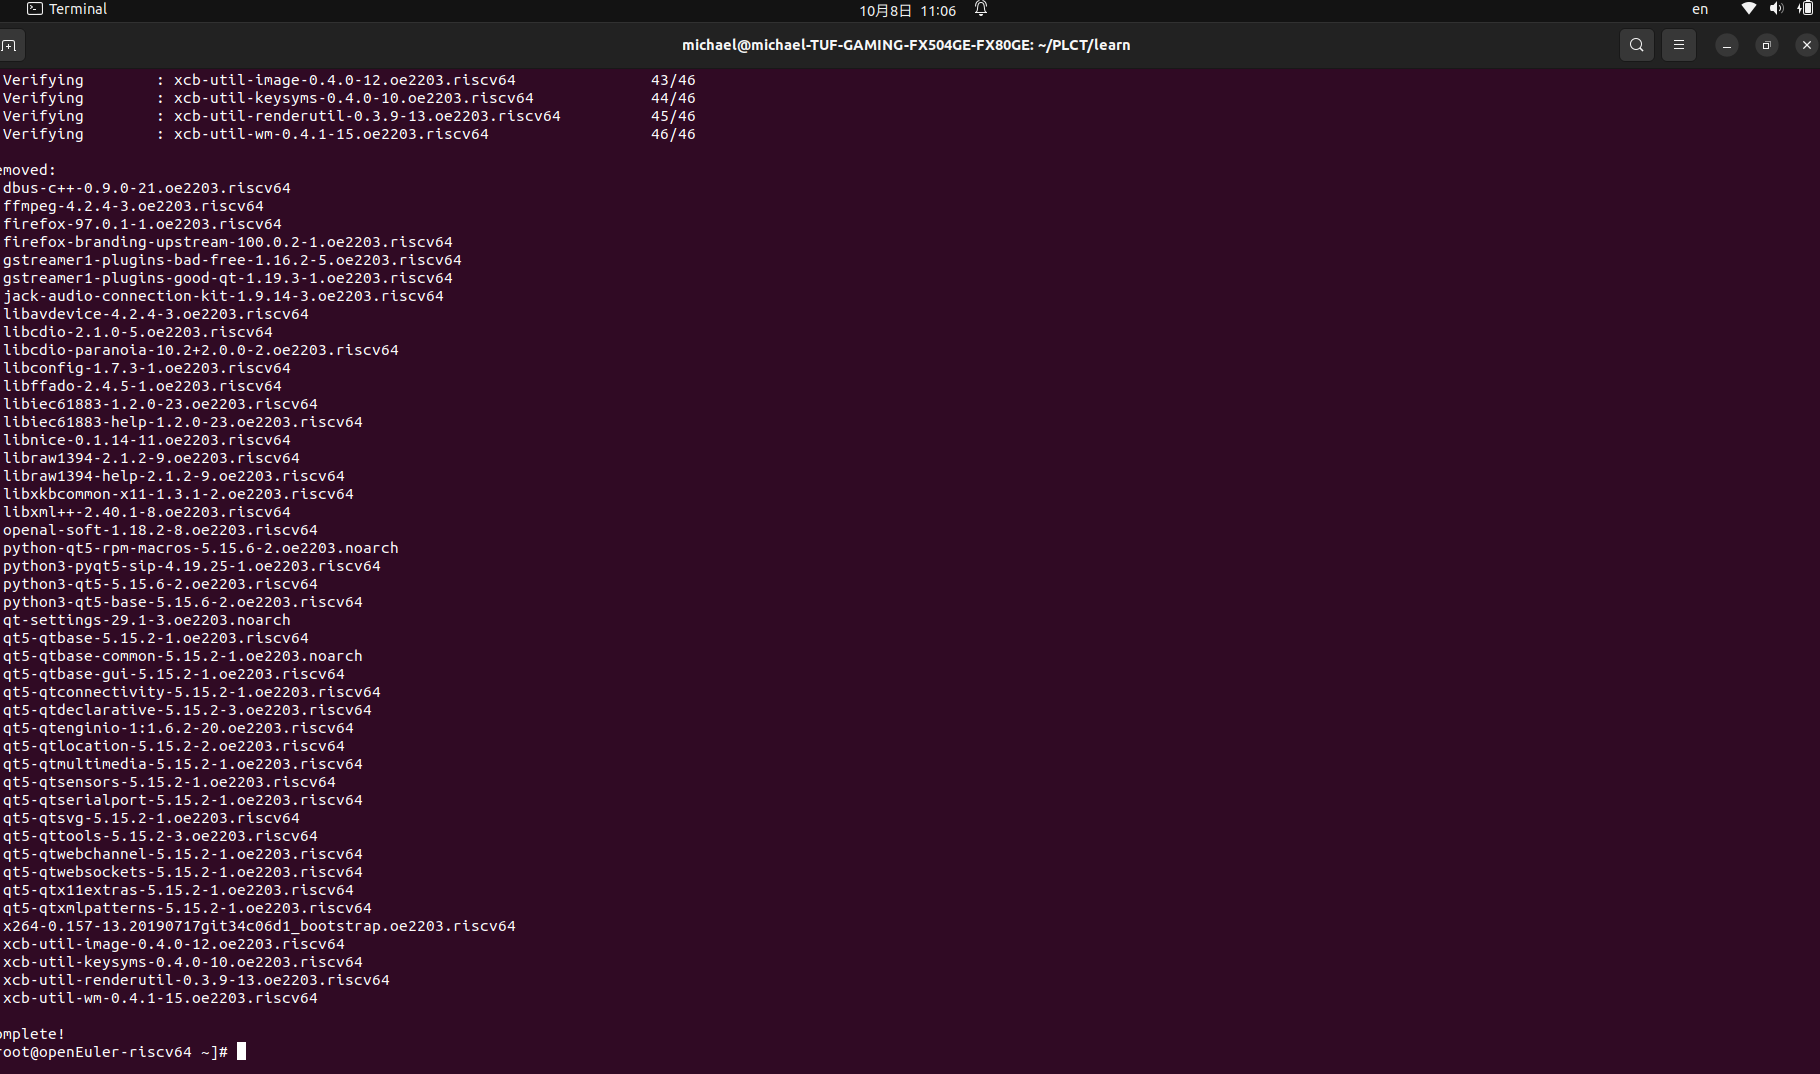 Terminal
10月8日 11:06
en
michael@michael-TUF-GAMING-FX504GE-FX80GE: ~/PLCT/learn
Verifying : xcb-util-image-0.4.0-12.oe2203.riscv64 43/46
Verifying : xcb-util-keysyms-0.4.0-10.oe2203.riscv64 44/46
Verifying : xcb-util-renderutil-0.3.9-13.oe2203.riscv64 45/46
Verifying : xcb-util-wm-0.4.1-15.oe2203.riscv64 46/46
emoved:
dbus-c++-0.9.0-21.oe2203.riscv64
ffmpeg-4.2.4-3.oe2203.riscv64
firefox-97.0.1-1.oe2203.riscv64
firefox-branding-upstream-100.0.2-1.oe2203.riscv64
gstreamer1-plugins-bad-free-1.16.2-5.oe2203.riscv64
gstreamer1-plugins-good-qt-1.19.3-1.oe2203.riscv64
jack-audio-connection-kit-1.9.14-3.oe2203.riscv64
libavdevice-4.2.4-3.oe2203.riscv64
libcdio-2.1.0-5.oe2203.riscv64
libcdio-paranoia-10.2+2.0.0-2.oe2203.riscv64
libconfig-1.7.3-1.oe2203.riscv64
libffado-2.4.5-1.oe2203.riscv64
libiec61883-1.2.0-23.oe2203.riscv64
libiec61883-help-1.2.0-23.oe2203.riscv64
libnice-0.1.14-11.oe2203.riscv64
libraw1394-2.1.2-9.oe2203.riscv64
libraw1394-help-2.1.2-9.oe2203.riscv64
libxkbcommon-x11-1.3.1-2.oe2203.riscv64
libxml++-2.40.1-8.oe2203.riscv64
openal-soft-1.18.2-8.oe2203.riscv64
python-qt5-rpm-macros-5.15.6-2.oe2203.noarch
python3-pyqt5-sip-4.19.25-1.oe2203.riscv64
python3-qt5-5.15.6-2.oe2203.riscv64
python3-qt5-base-5.15.6-2.oe2203.riscv64
qt-settings-29.1-3.oe2203.noarch
qt5-qtbase-5.15.2-1.oe2203.riscv64
qt5-qtbase-common-5.15.2-1.oe2203.noarch
qt5-qtbase-gui-5.15.2-1.oe2203.riscv64
qt5-qtconnectivity-5.15.2-1.oe2203.riscv64
qt5-qtdeclarative-5.15.2-3.oe2203.riscv64
qt5-qtenginio-1:1.6.2-20.oe2203.riscv64
qt5-qtlocation-5.15.2-2.oe2203.riscv64
qt5-qtmultimedia-5.15.2-1.oe2203.riscv64
qt5-qtsensors-5.15.2-1.oe2203.riscv64
qt5-qtserialport-5.15.2-1.oe2203.riscv64
qt5-qtsvg-5.15.2-1.oe2203.riscv64
qt5-qttools-5.15.2-3.oe2203.riscv64
qt5-qtwebchannel-5.15.2-1.oe2203.riscv64
qt5-qtwebsockets-5.15.2-1.oe2203.riscv64
qt5-qtx11extras-5.15.2-1.oe2203.riscv64
qt5-qtxmlpatterns-5.15.2-1.oe2203.riscv64
x264-0.157-13.20190717git34c06d1_bootstrap.oe2203.riscv64
xcb-util-image-0.4.0-12.oe2203.riscv64
xcb-util-keysyms-0.4.0-10.oe2203.riscv64
xcb-util-renderutil-0.3.9-13.oe2203.riscv64
xcb-util-wm-0.4.1-15.oe2203.riscv64
omplete!
root@openEuler-riscv64 ~]#